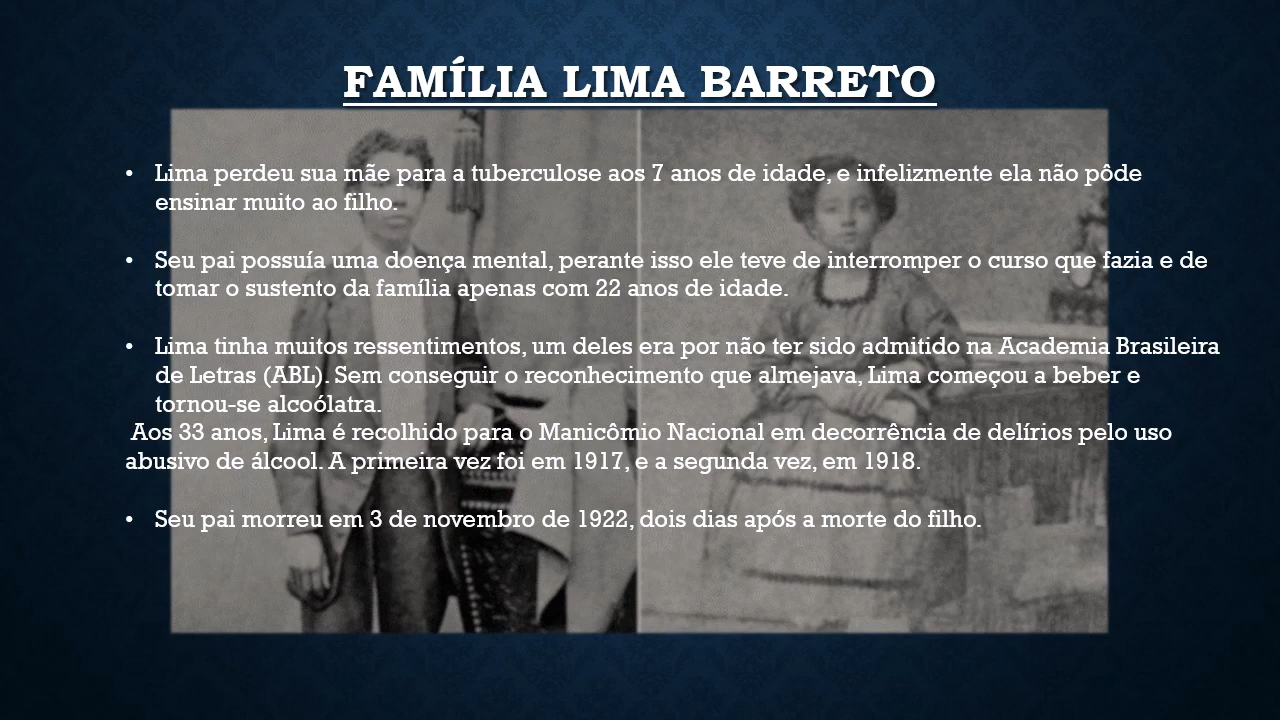 FAMÍLIA LIMA BARRETO
• Lima perdeu sua mãe para a tuberculose aos 7 anos de idade, e infelizmente ela não pôde
ensinar muito ao filho.
• Seu pai possuía uma doença mental, perante isso ele teve de interromper o curso que fazia e de
tomar o sustento da família apenas com 22 anos de idade.
• Lima tinha muitos ressentimentos, um deles era por não ter sido admitido na Academia Brasileira
de Letras (ABL). Sem conseguir o reconhecimento que almejava, Lima começou a beber e
tornou-se alcoólatra.
Aos 33 anos, Lima é recolhido para o Manicômio Nacional em decorrência de delírios pelo uso
abusivo de álcool. A primeira vez foi em 1917, e a segunda vez, em 1918.
• Seu pai morreu em 3 de novembro de 1922, dois dias após a morte do filho.